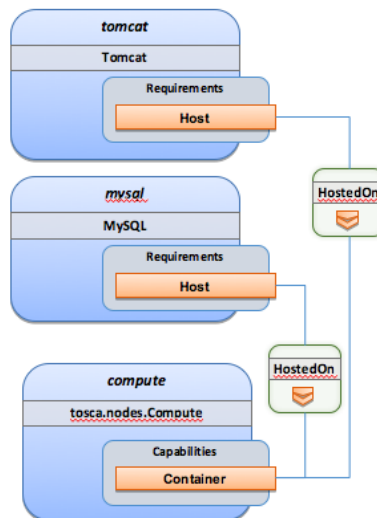 tomcat
Tomcat
Requirements
Host
HostedOn
mysql
MySQL
Requirements
Host
HostedOn
compute
tosca.nodes.Compute
Capabilities
Container